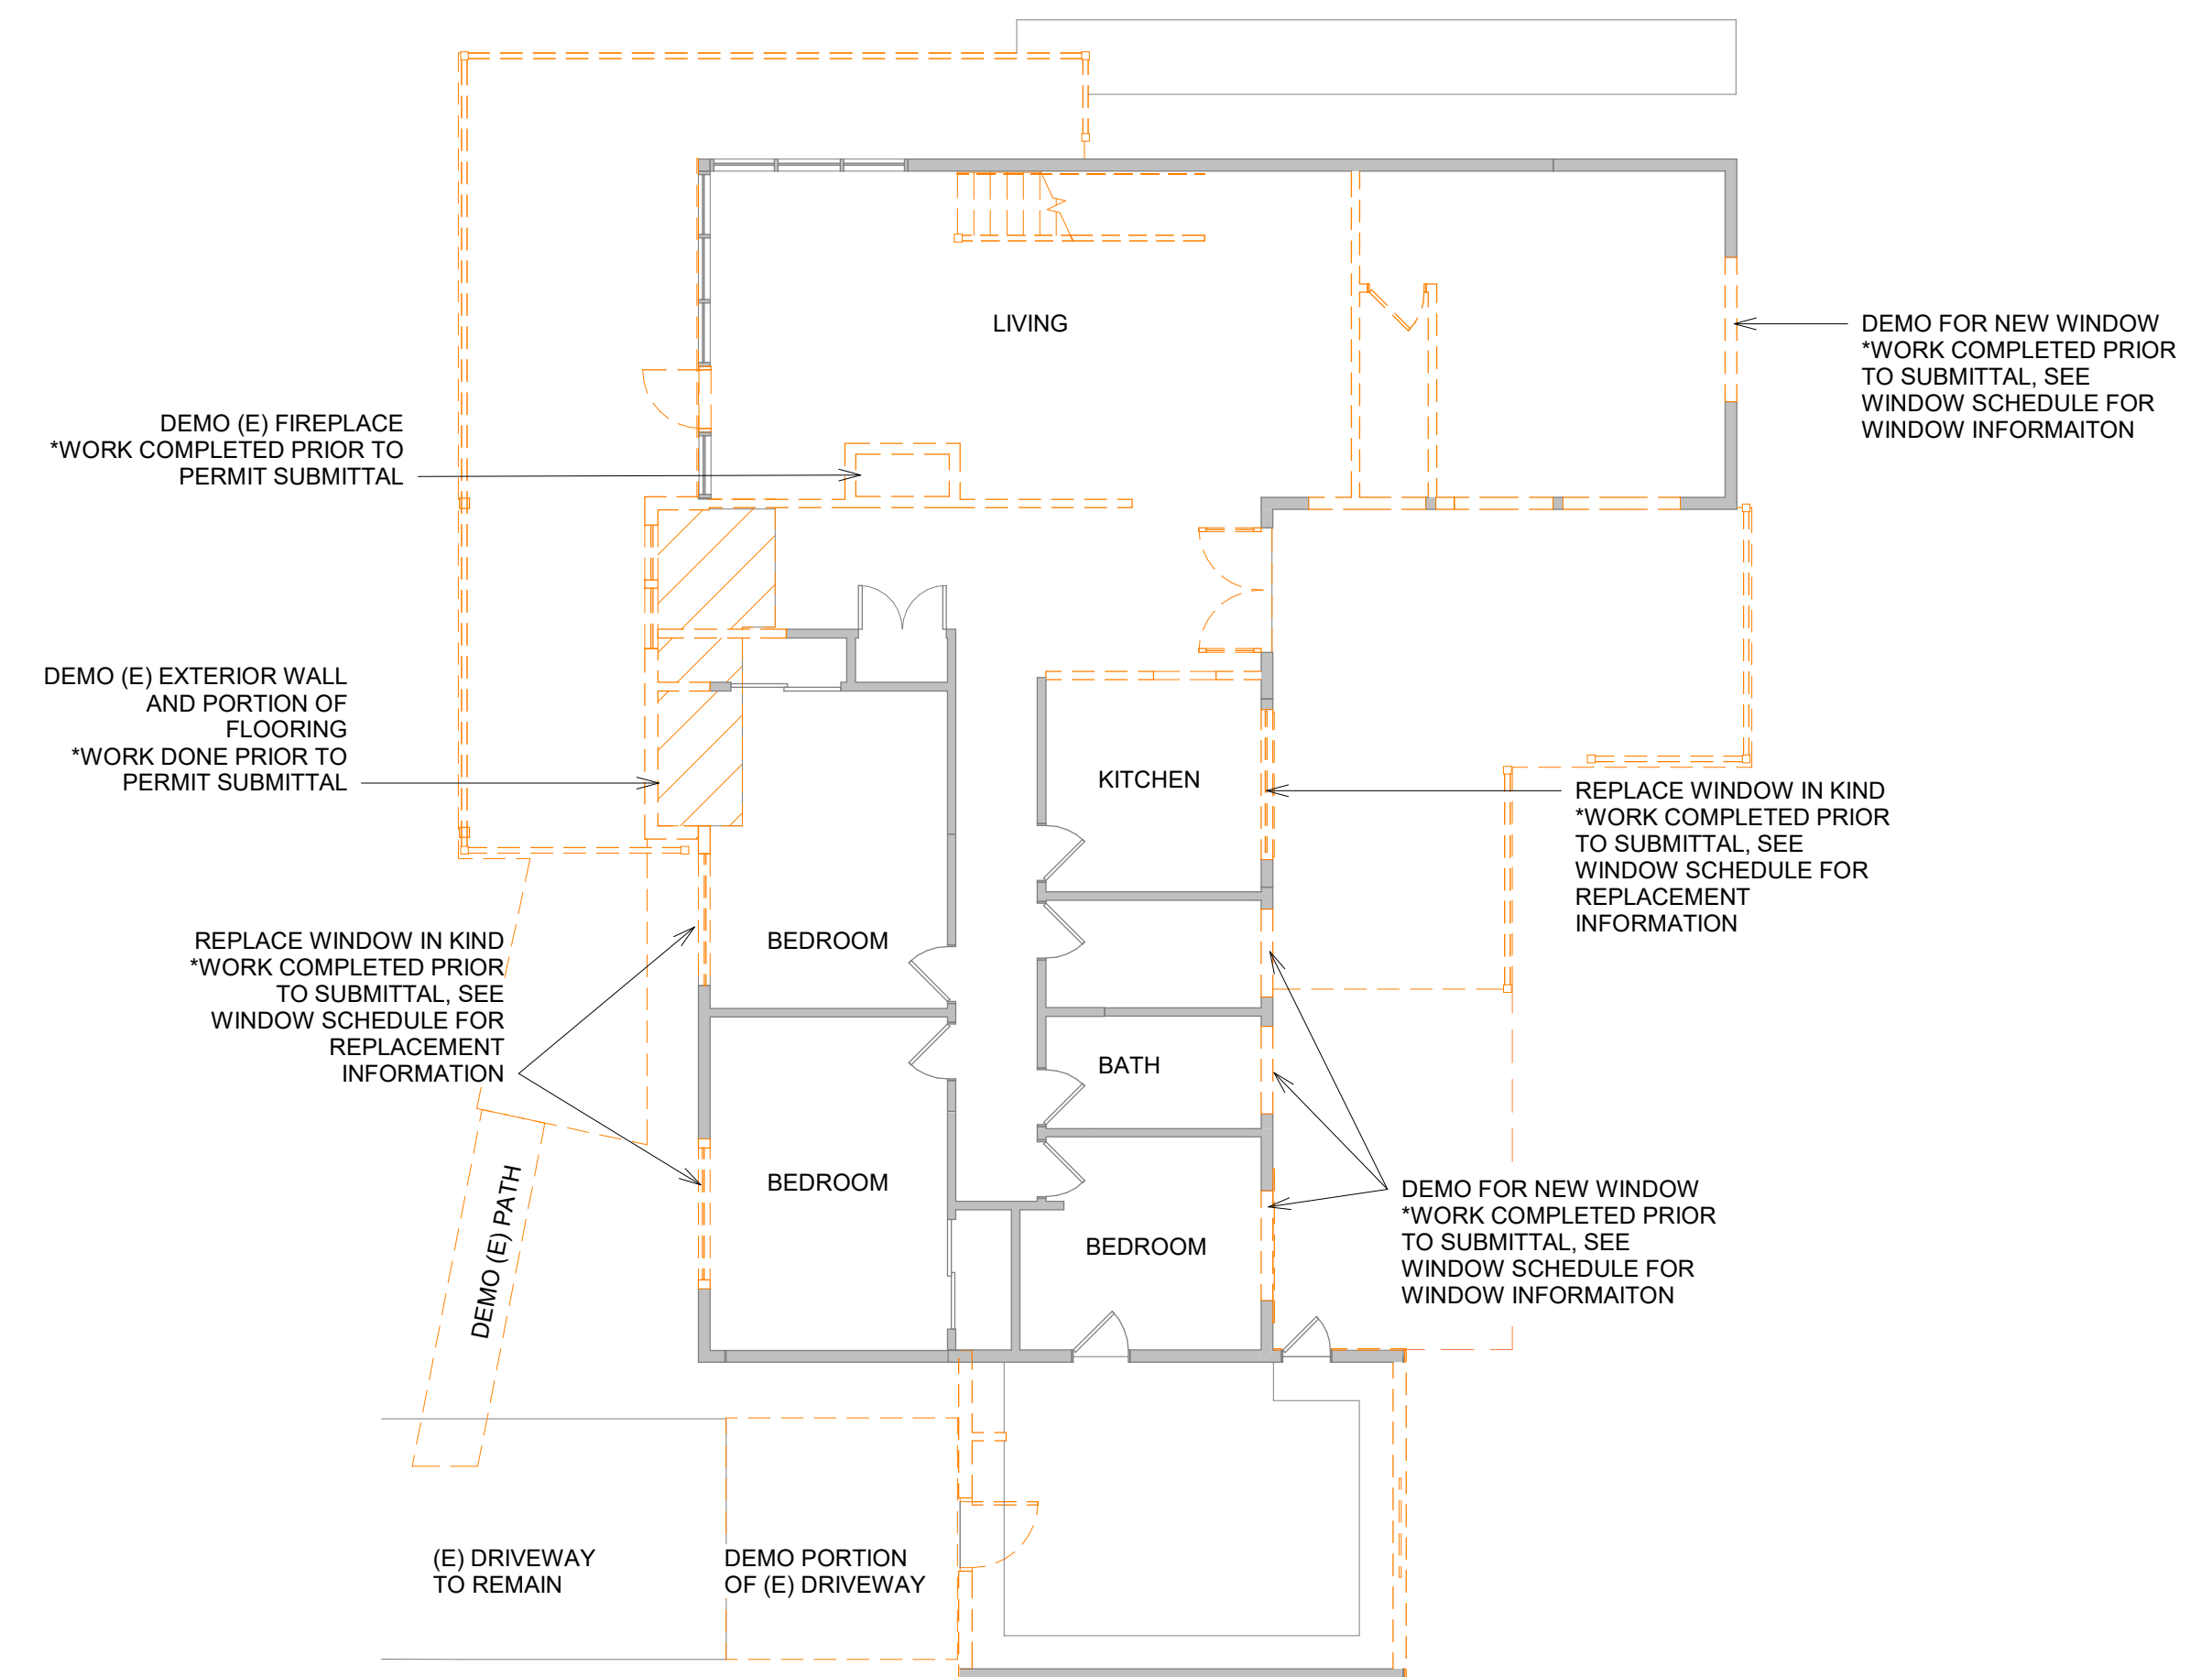 LIVING
DEMO FOR NEW WINDOW
*WORK COMPLETED PRIOR
TO SUBMITTAL, SEE
WINDOW SCHEDULE FOR
WINDOW INFORMAITON
DEMO (E) FIREPLACE
*WORK COMPLETED PRIOR TO
PERMIT SUBMITTAL
DEMO (E) EXTERIOR WALL
AND PORTION OF
FLOORING
*WORK DONE PRIOR TO
PERMIT SUBMITTAL
KITCHEN
REPLACE WINDOW IN KIND
*WORK COMPLETED PRIOR
TO SUBMITTAL, SEE
WINDOW SCHEDULE FOR
REPLACEMENT
INFORMATION
REPLACE WINDOW IN KIND
*WORK COMPLETED PRIOR
TO SUBMITTAL, SEE
WINDOW SCHEDULE FOR
REPLACEMENT
INFORMATION
BEDROOM
BATH
BEDROOM
DEMO (E) PATH
BEDROOM
DEMO FOR NEW WINDOW
*WORK COMPLETED PRIOR
TO SUBMITTAL, SEE
WINDOW SCHEDULE FOR
WINDOW INFORMAITON
(E) DRIVEWAY
TO REMAIN
DEMO PORTION
OF (E) DRIVEWAY